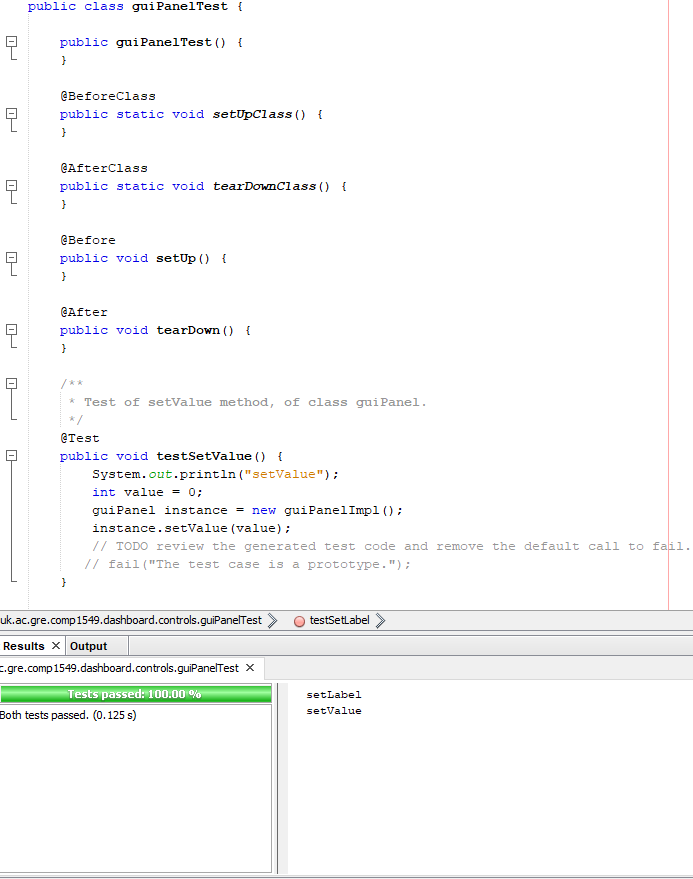 public class guiPanelTest {
public guiPanelTest() {
}
@BeforeClass
public static void setUpClass() {
}
@AfterClass
public static void tearDownClass() {
}
@Before
public void setUp() {
}
@After
public void tearDown() {
}
/**
* Test of setValue method, of class guiPanel.
*/
@Test
public void testSetValue() {
System.out.println("setValue");
int value = 0;
guiPanel instance = new guiPanelImpl();
instance.setValue(value);
// TODO review the generated test code and remove the default call to fail.
// fail("The test case is a prototype.");
}
uk.ac.gre.comp1549.dashboard.controls.guiPanelTest testSetLabel
Results Output
c.gre.comp1549.dashboard.controls.guiPanelTest
Tests passed: 100.00 %
Both tests passed. (0.125 s)
setLabel
setValue